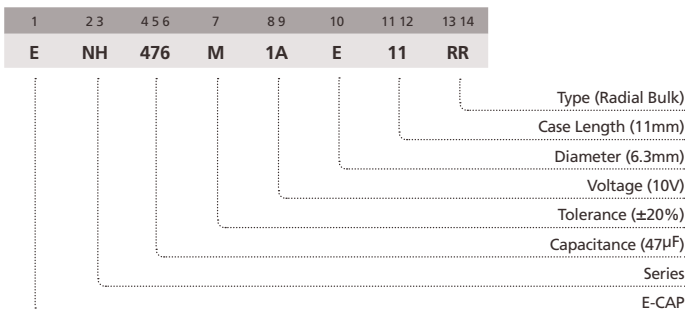 1 2 3 4 5 6 7 8 9 10 11 12 13 14
E NH 476 M 1A E 11 RR
Type (Radial Bulk)
Case Length (11mm)
Diameter (6.3mm)
Voltage (10V)
Tolerance (±20%)
Capacitance (47µF)
Series
E-CAP